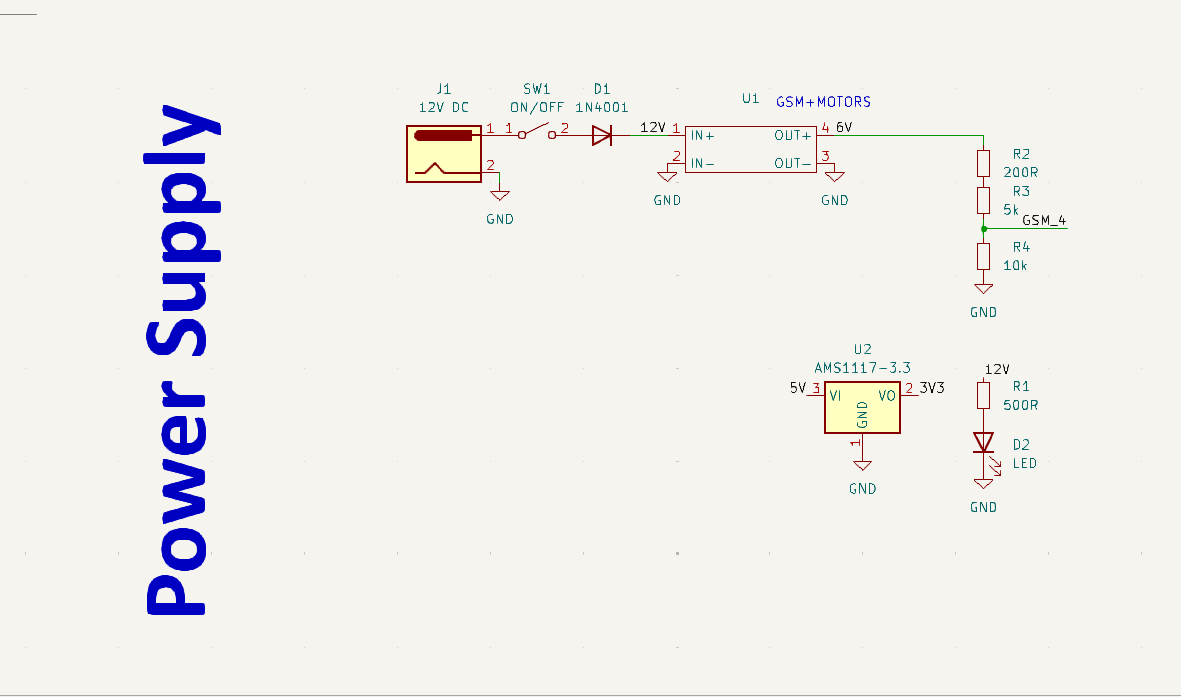 Power Supply
J1
12V DC
1
2
GND
SW1
ON/OFF
1
2
D1
1N4001
12V
U1
GSM+MOTORS
1
IN+
OUT+
4
6V
2
IN−
OUT−
3
GND
GND
R2
200R
R3
5k
GSM_4
R4
10k
GND
U2
AMS1117-3.3
5V
3
VI
VO
2
3V3
GND
1
GND
12V
R1
500R
D2
LED
GND